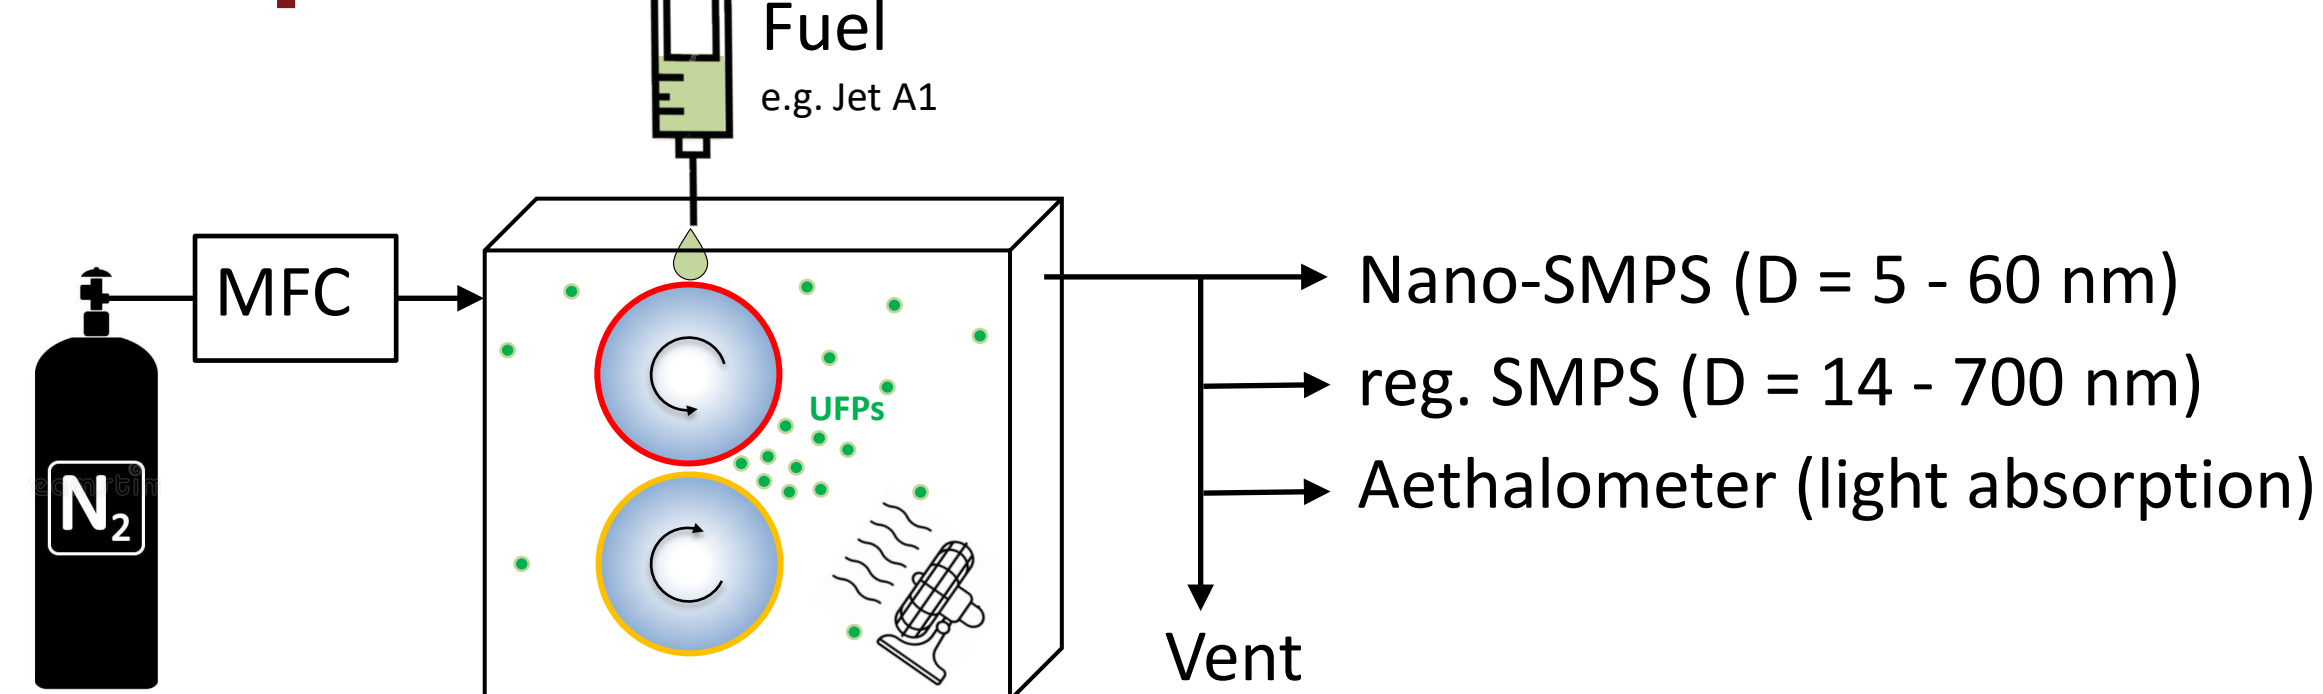 Fuel
e.g. Jet A1
MFC
Nano-SMPS (D = 5 - 60 nm)
reg. SMPS (D = 14 - 700 nm)
UFPs
Aethalometer (light absorption)
N2
Vent